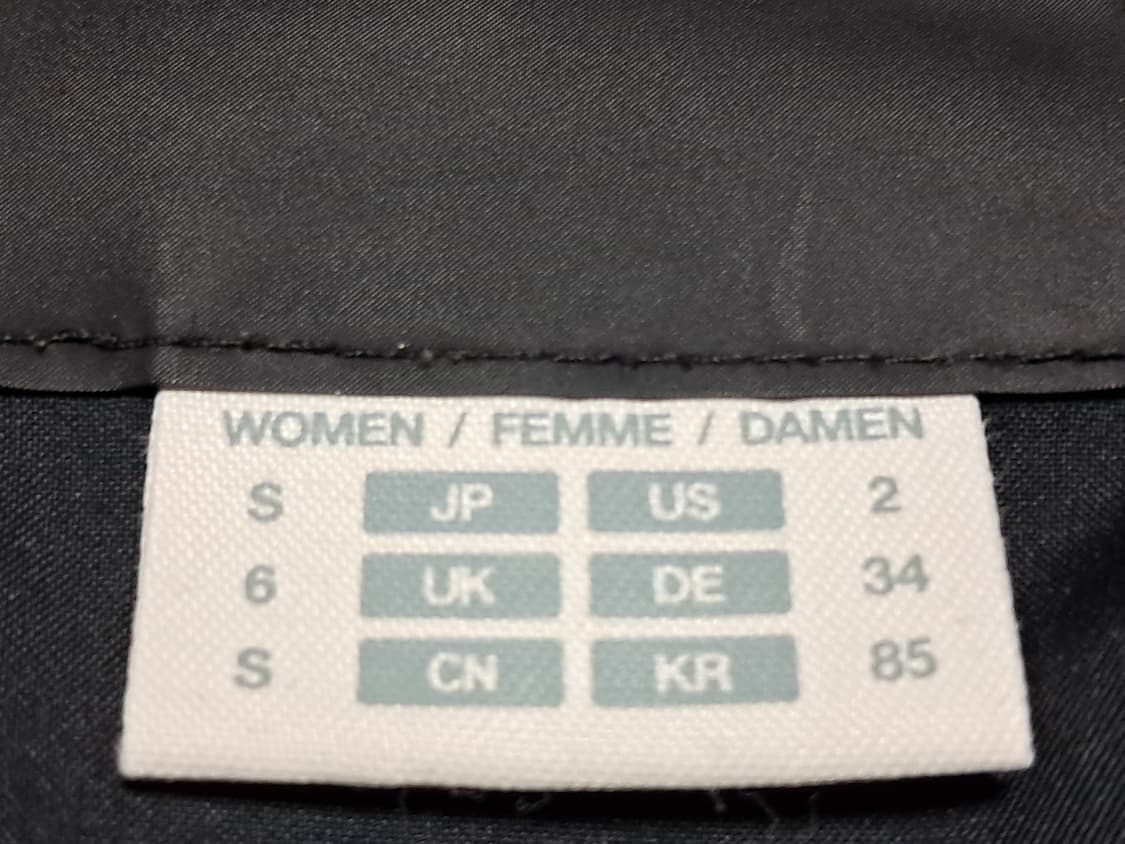 WOMEN / FEMME / DAMEN
S JP US 2
6 UK DE 34
S CN KR 85